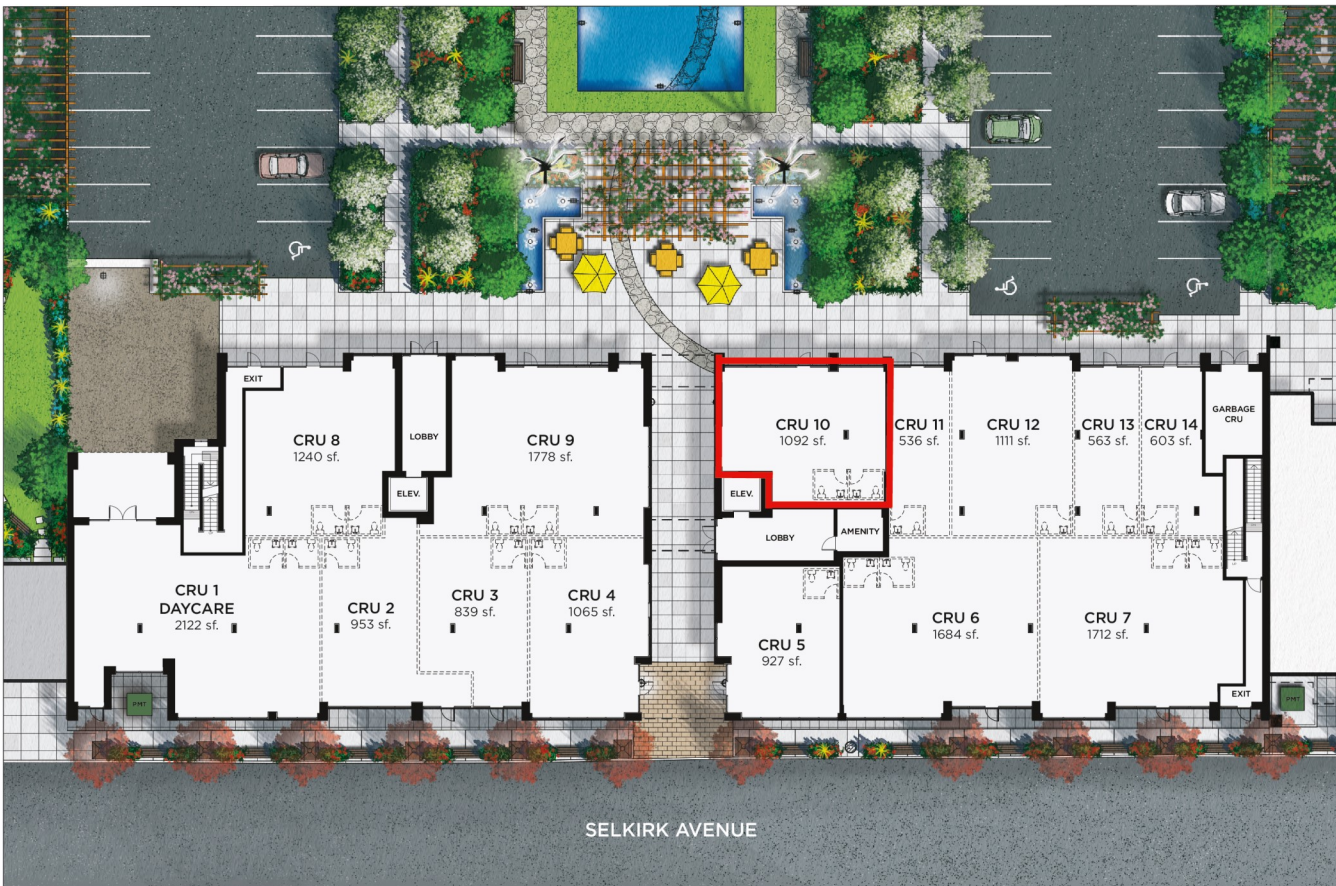 EXIT
CRU 8
1240 sf.
LOBBY
CRU 9
1778 sf.
ELEV.
CRU 10
1092 sf.
CRU 11
536 sf.
CRU 12
1111 sf.
CRU 13
563 sf.
CRU 14
603 sf.
GARBAGE
CRU
ELEV.
LOBBY
AMENITY
CRU 1
DAYCARE
2122 sf.
CRU 2
953 sf.
CRU 3
839 sf.
CRU 4
1065 sf.
CRU 5
927 sf.
CRU 6
1684 sf.
CRU 7
1712 sf.
EXIT
PMT
PMT
SELKIRK AVENUE